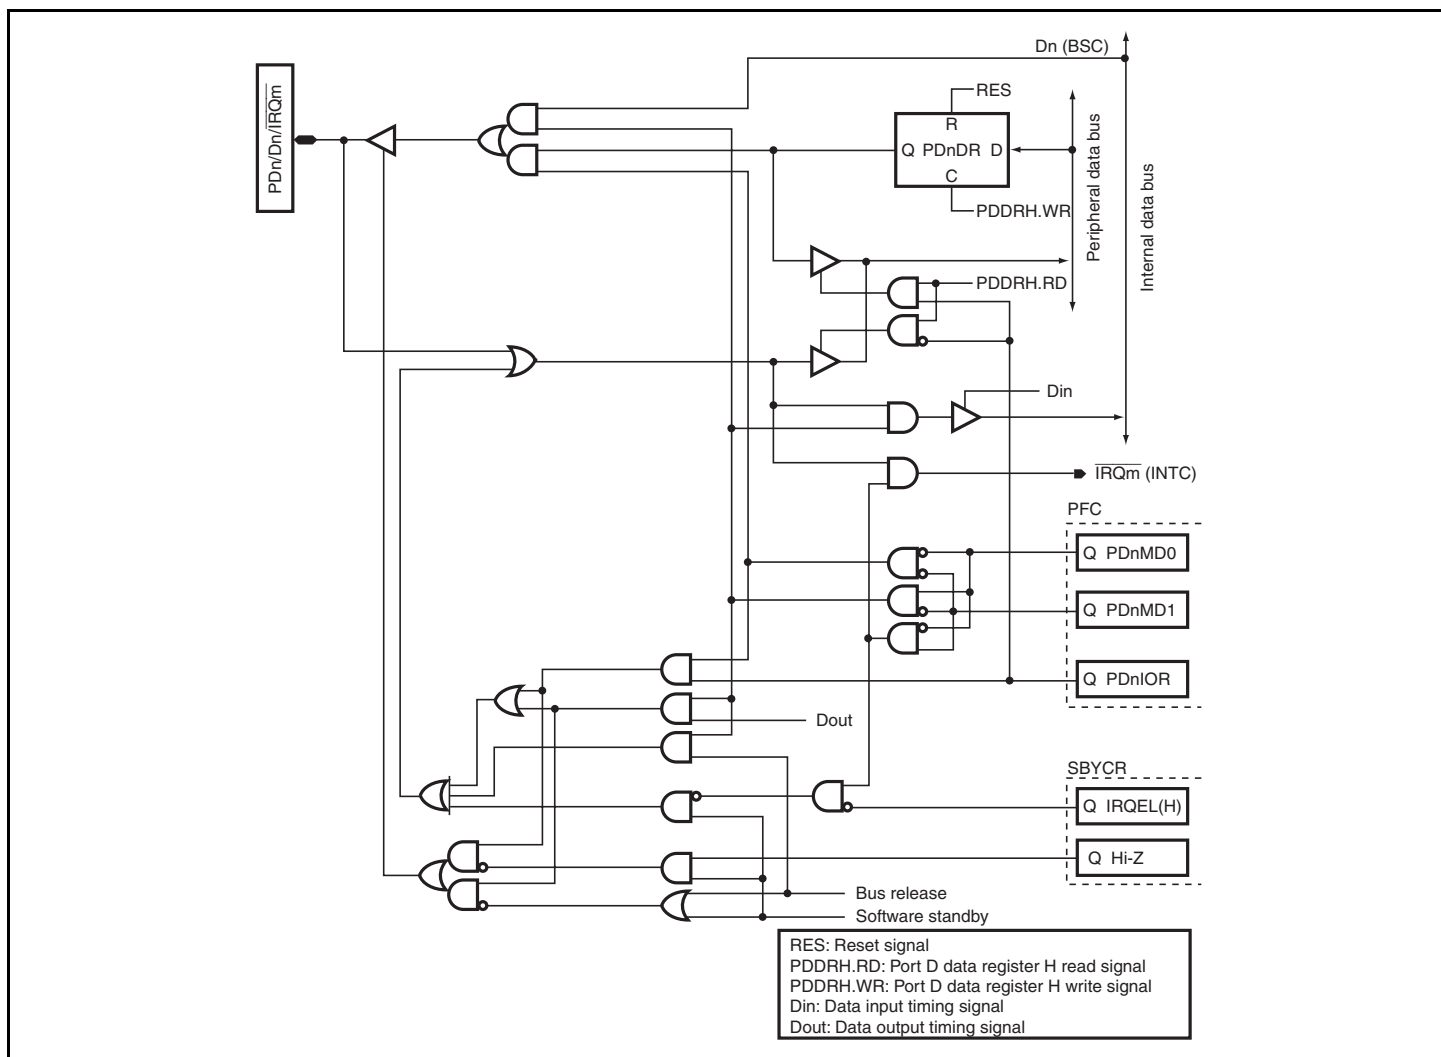 Dn (BSC)
PDn/Dn/I̅R̅Q̅m̅
RES
R
Q PDnDR D
C
PDDRH.WR
Peripheral data bus
Internal data bus
PDDRH.RD
Din
I̅R̅Q̅m̅ (INTC)
PFC
Q PDnMD0
Q PDnMD1
Q PDnIOR
Dout
SBYCR
Q IRQEL(H)
Q Hi-Z
Bus release
Software standby
RES: Reset signal
PDDRH.RD: Port D data register H read signal
PDDRH.WR: Port D data register H write signal
Din: Data input timing signal
Dout: Data output timing signal